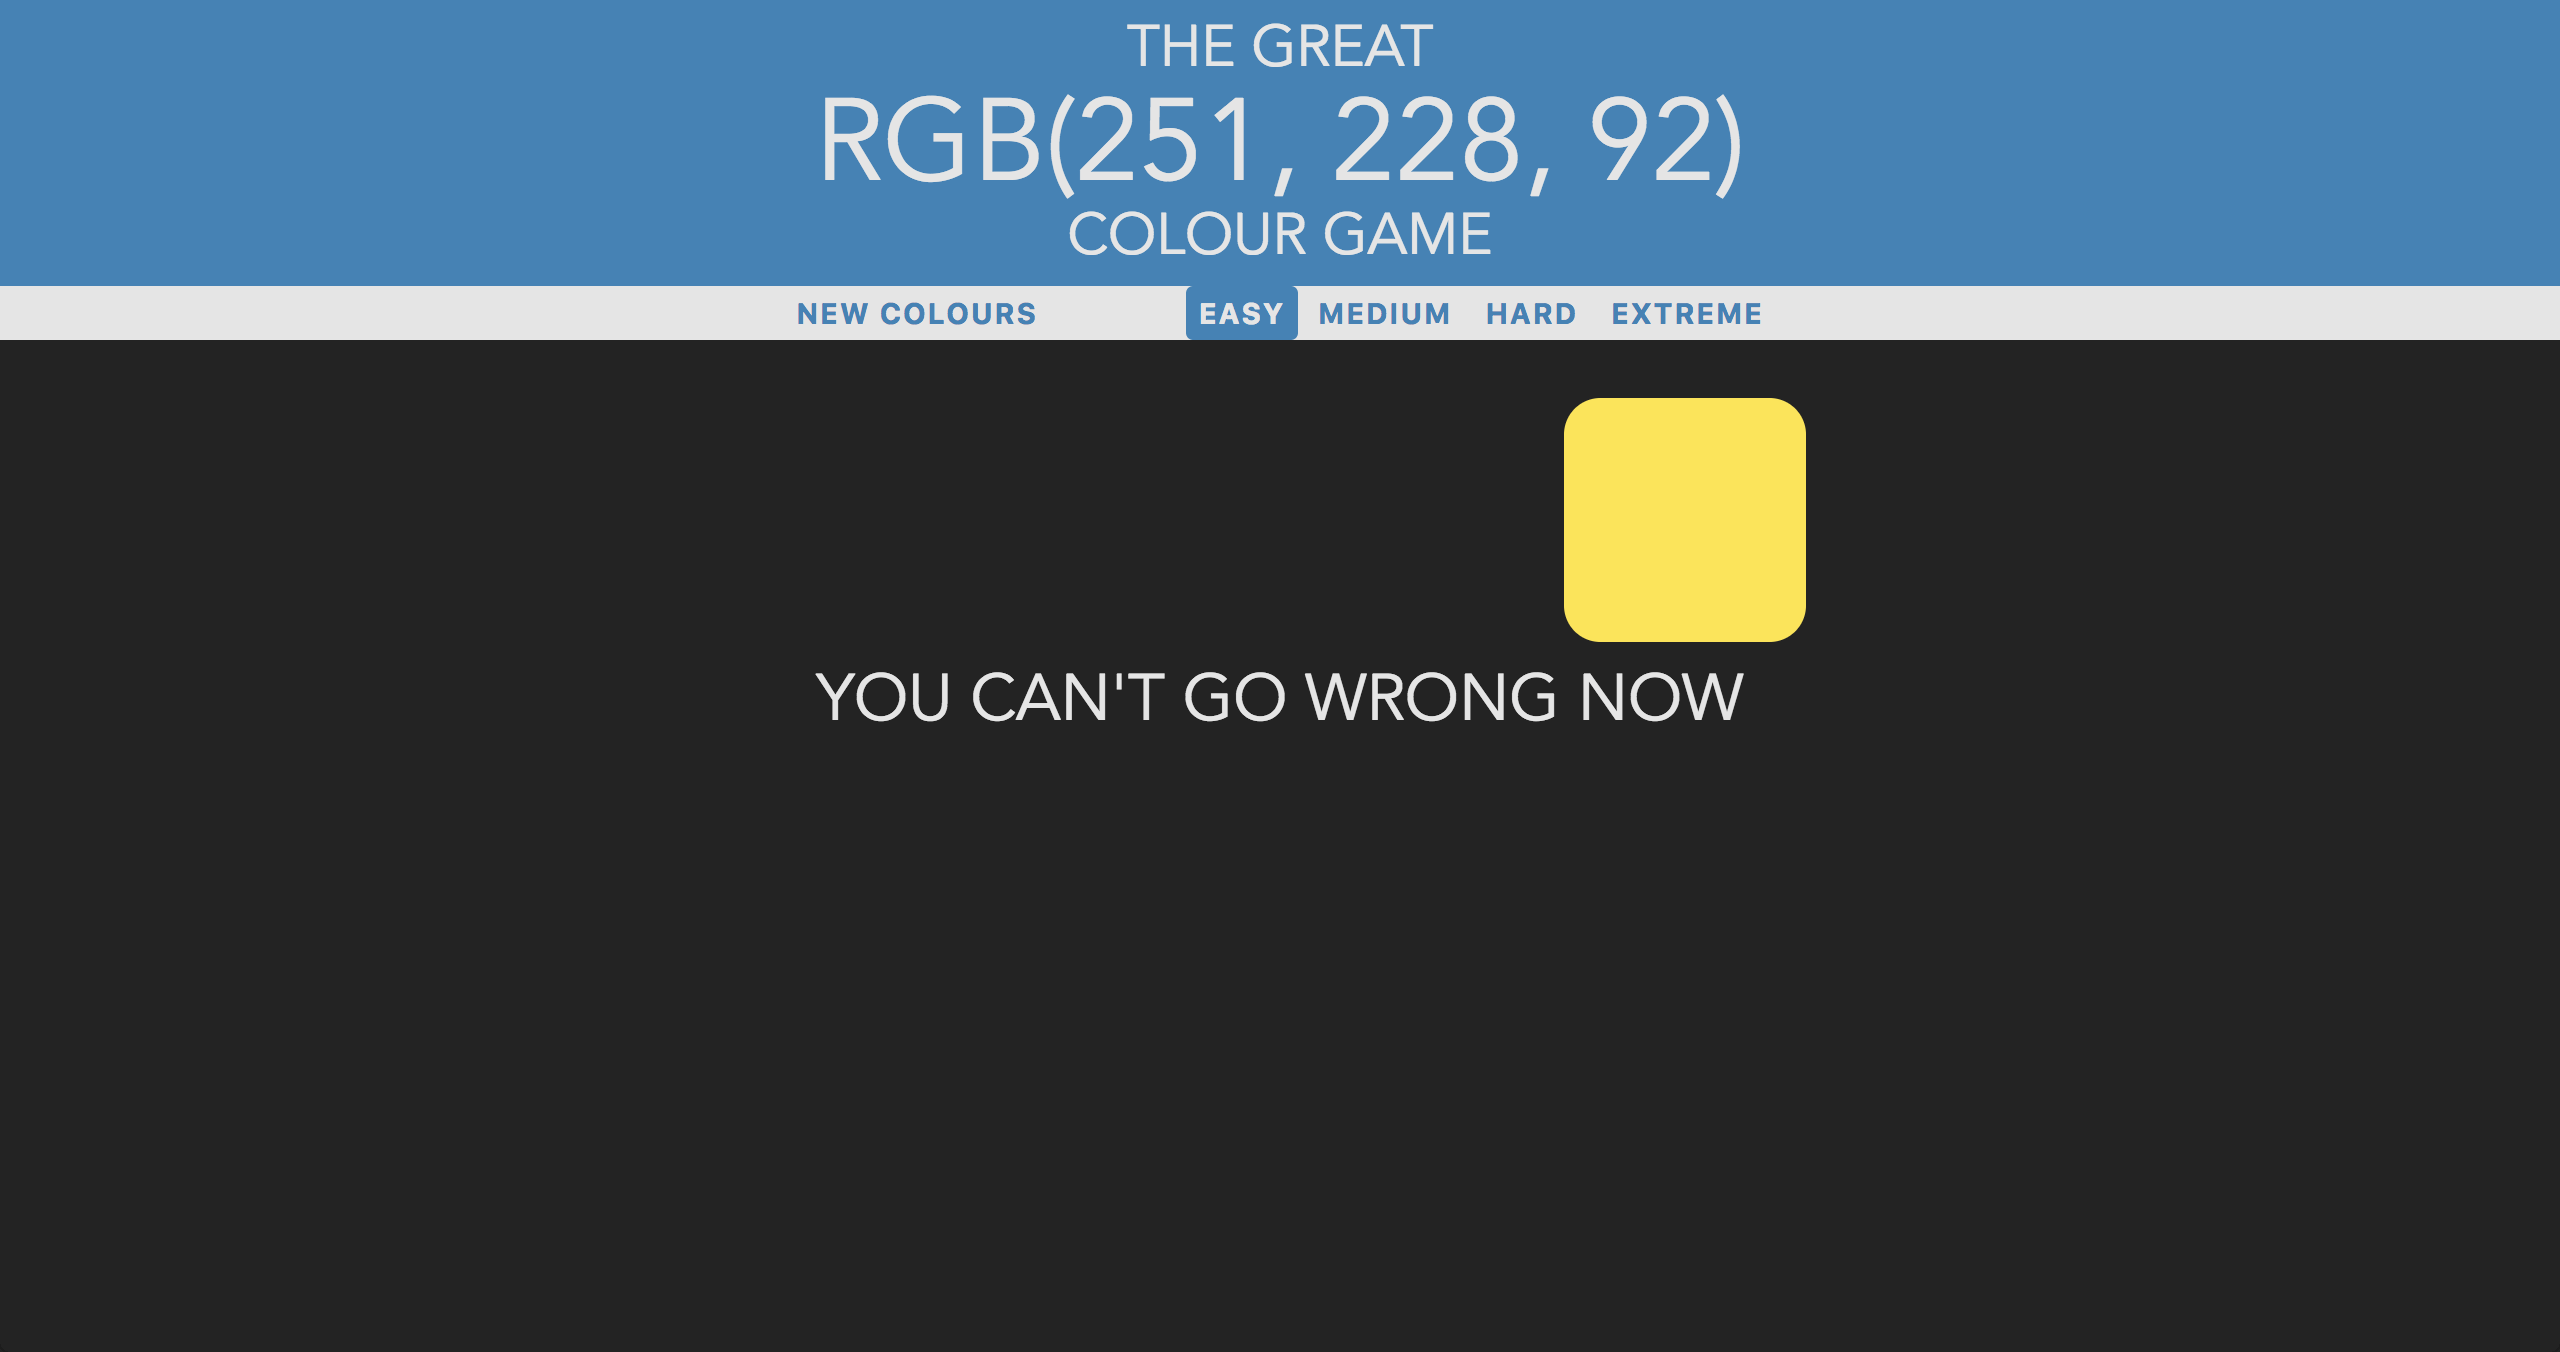 THE GREAT
RGB(251, 228, 92)
COLOUR GAME
NEW COLOURS EASY MEDIUM HARD EXTREME
YOU CAN'T GO WRONG NOW